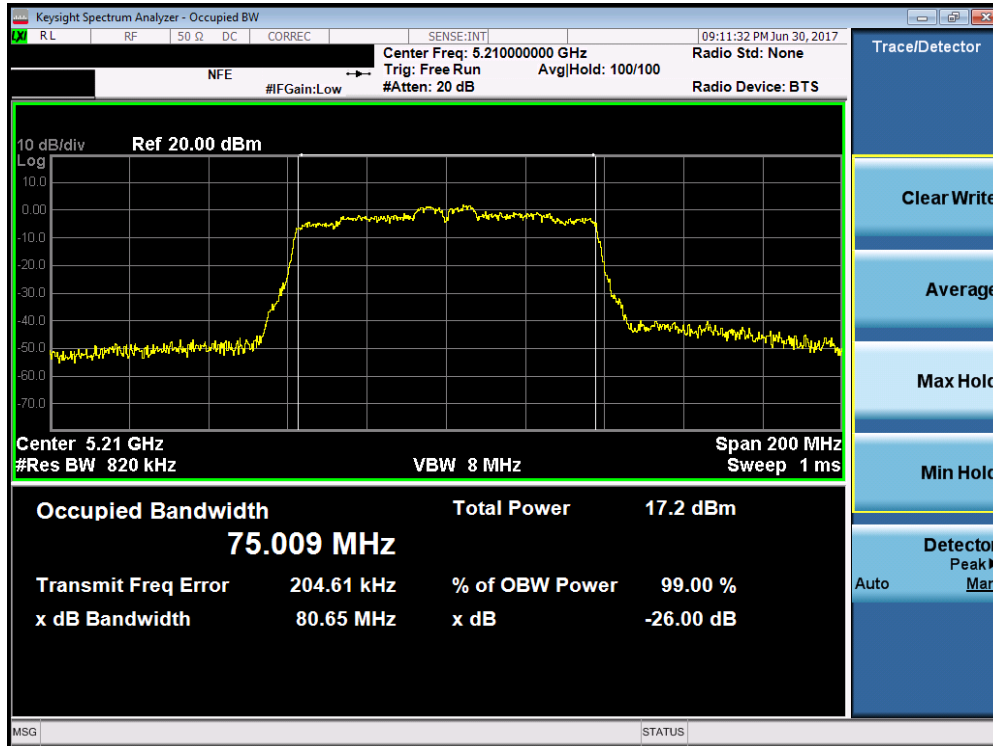 Keysight Spectrum Analyzer - Occupied BW
LXI RL RF 50 Ω DC CORREC SENSE:INT 09:11:32 PM Jun 30, 2017
NFE
#IFGain:Low
Center Freq: 5.210000000 GHz
Trig: Free Run Avg|Hold: 100/100
#Atten: 20 dB
Radio Std: None
Radio Device: BTS
10 dB/div Ref 20.00 dBm
Log
10.0
0.00
-10.0
-20.0
-30.0
-40.0
-50.0
-60.0
-70.0
Center 5.21 GHz Span 200 MHz
#Res BW 820 kHz VBW 8 MHz Sweep 1 ms
Occupied Bandwidth Total Power 17.2 dBm
75.009 MHz
Transmit Freq Error 204.61 kHz % of OBW Power 99.00 %
x dB Bandwidth 80.65 MHz x dB -26.00 dB
MSG STATUS
Trace/Detector
Clear Write
Average
Max Hold
Min Hold
Detector
Peak
Auto Man